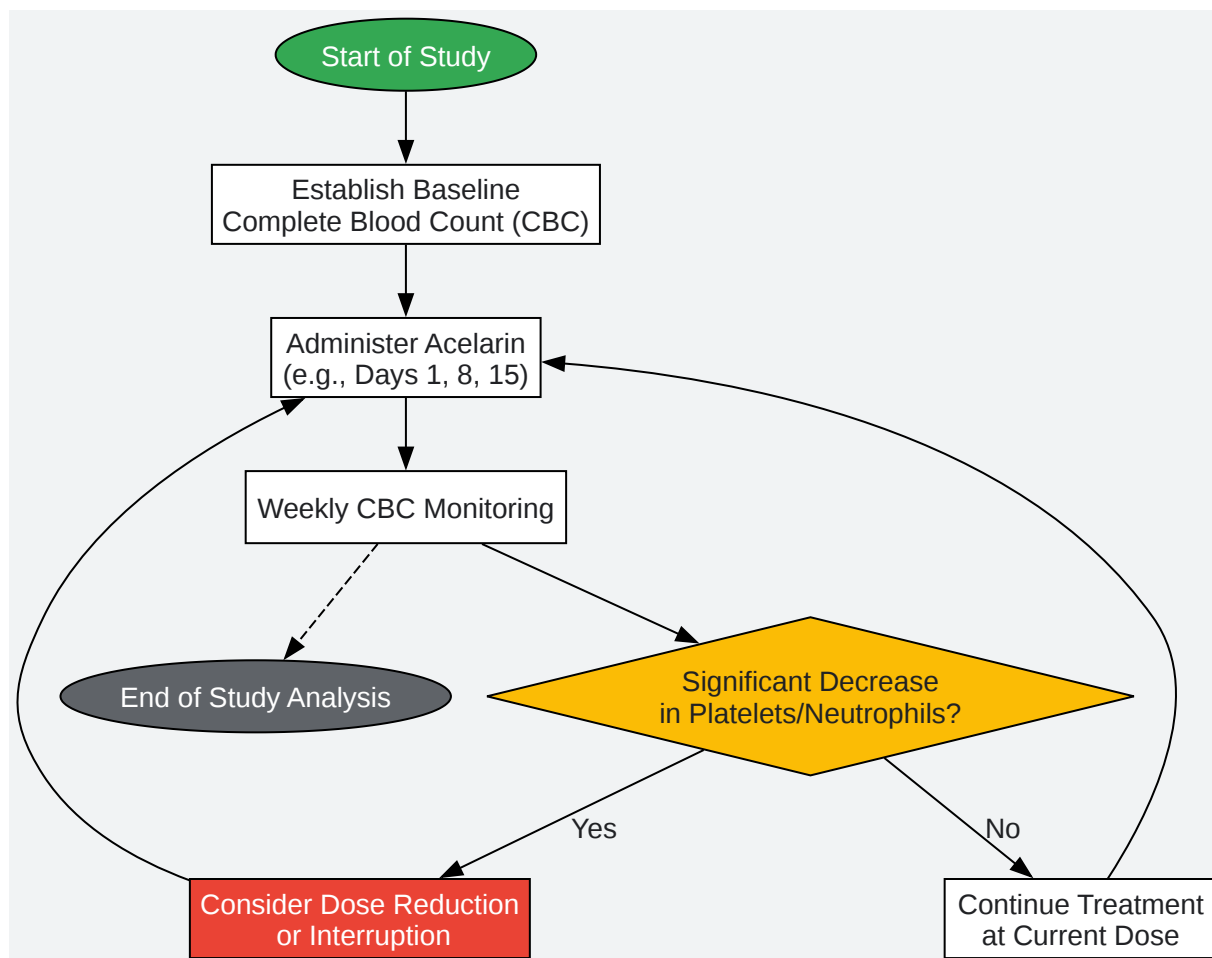 Start of Study
Establish Baseline
Complete Blood Count (CBC)
Administer Acelarin
(e.g., Days 1, 8, 15)
Weekly CBC Monitoring
End of Study Analysis
Significant Decrease
in Platelets/Neutrophils?
Yes
No
Consider Dose Reduction
or Interruption
Continue Treatment
at Current Dose